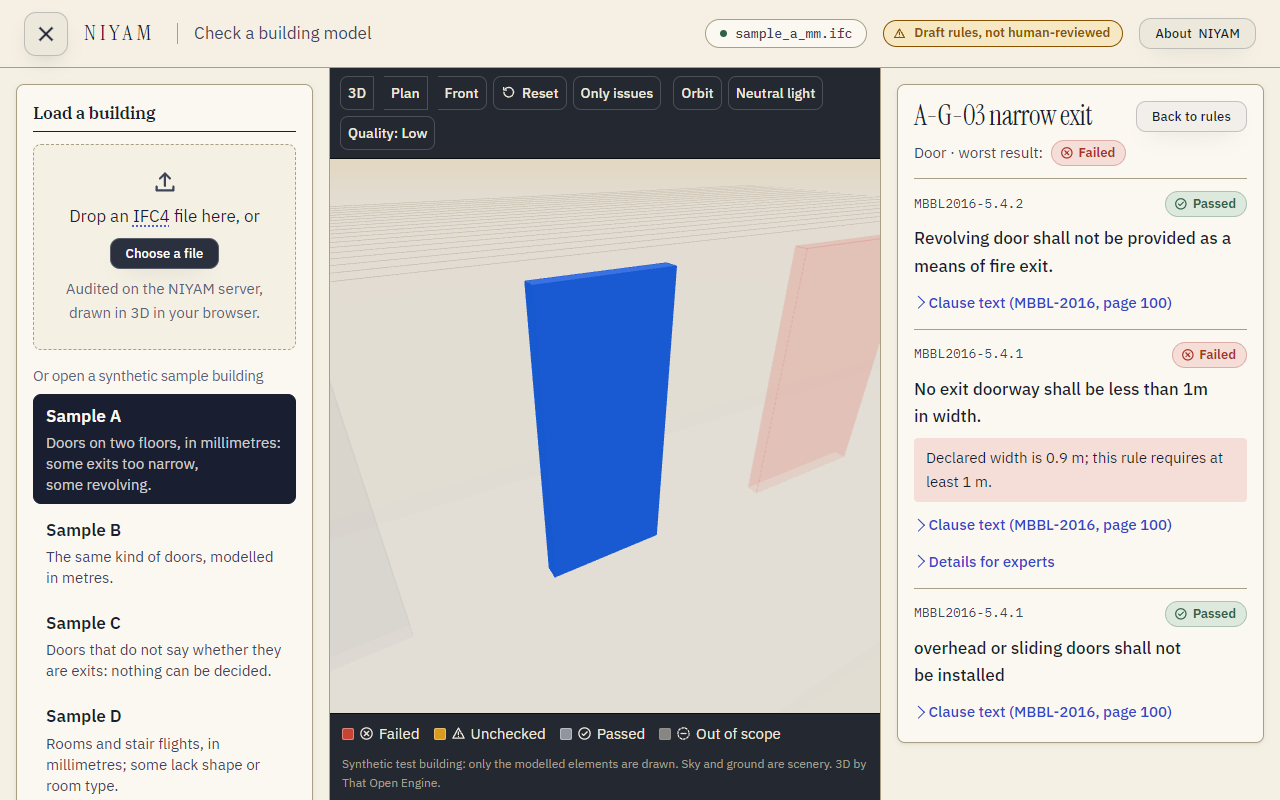 NIYAM
Check a building model
sample_a_mm.ifc
Draft rules, not human-reviewed
About NIYAM
Load a building
Drop an IFC4 file here, or
Choose a file
Audited on the NIYAM server,
drawn in 3D in your browser.
Or open a synthetic sample building
Sample A
Doors on two floors, in millimetres:
some exits too narrow,
some revolving.
Sample B
The same kind of doors, modelled
in metres.
Sample C
Doors that do not say whether they
are exits: nothing can be decided.
Sample D
Rooms and stair flights, in
millimetres; some lack shape or
room type.
3D
Plan
Front
Reset
Only issues
Orbit
Neutral light
Quality: Low
Failed
Unchecked
Passed
Out of scope
Synthetic test building: only the modelled elements are drawn. Sky and ground are scenery. 3D by
That Open Engine.
A-G-03 narrow exit
Back to rules
Door · worst result:
Failed
MBBL2016-5.4.2
Passed
Revolving door shall not be provided as a
means of fire exit.
Clause text (MBBL-2016, page 100)
MBBL2016-5.4.1
Failed
No exit doorway shall be less than 1m
in width.
Declared width is 0.9 m; this rule requires at
least 1 m.
Clause text (MBBL-2016, page 100)
Details for experts
MBBL2016-5.4.1
Passed
overhead or sliding doors shall not
be installed
Clause text (MBBL-2016, page 100)